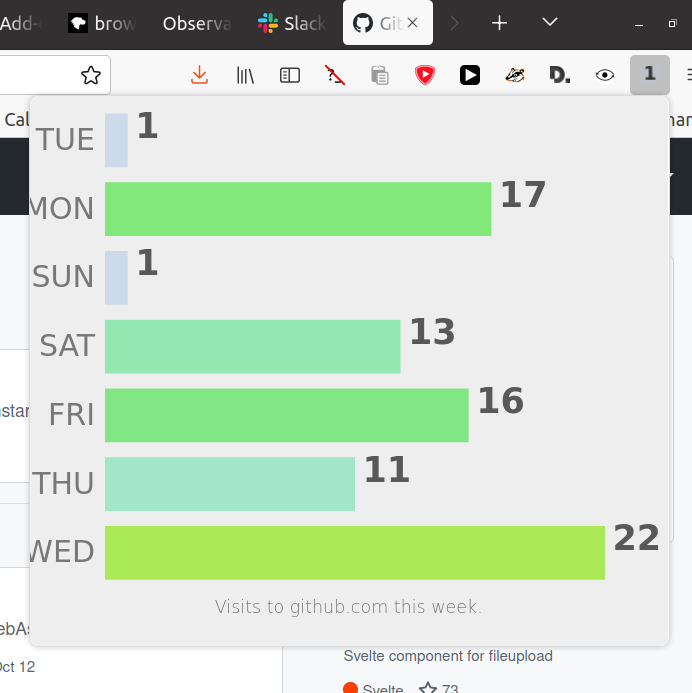 Add-
brow
Observa
Slack
Git
1
Cal
TUE
1
MON
17
SUN
1
SAT
13
FRI
16
THU
11
WED
22
Visits to github.com this week.
Oct 12
Svelte component for fileupload
Svelte 73